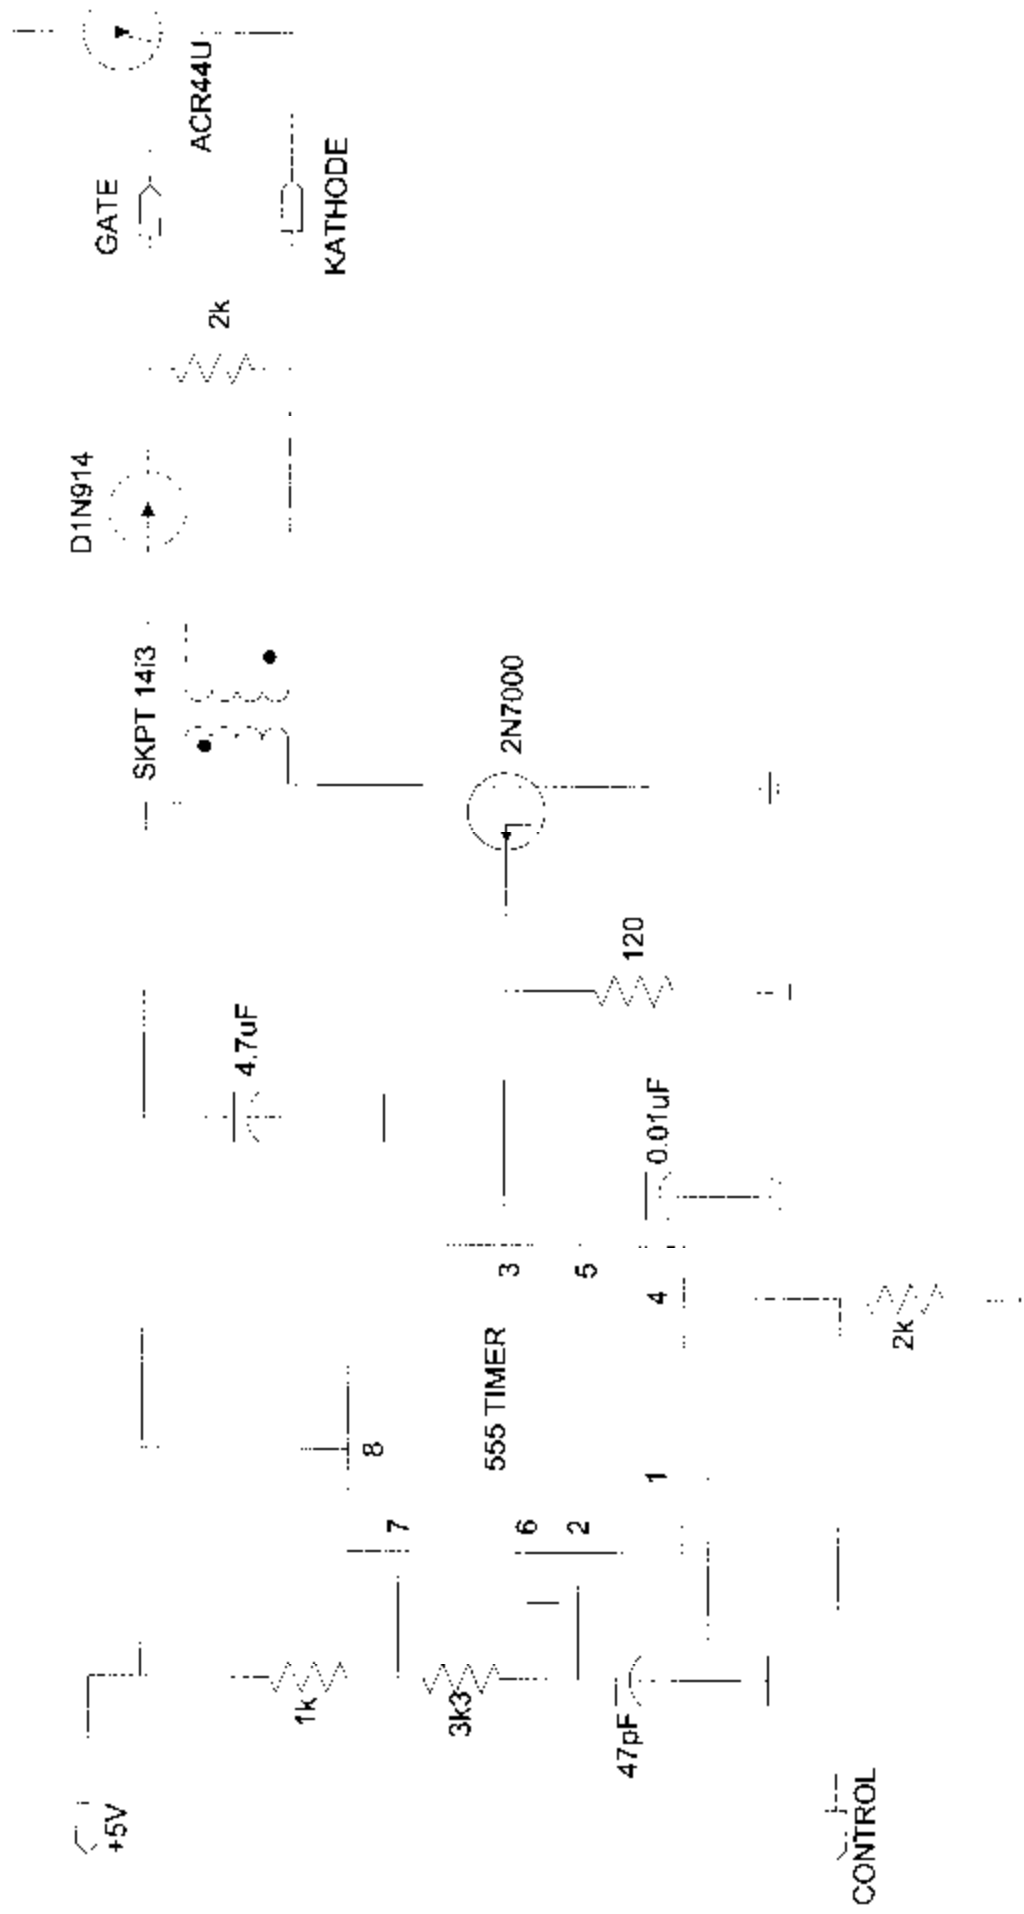 +5V
1k
3k3
47pF
CONTROL
7
6
2
8
555 TIMER
1
4
3
5
2k
0.01uF
4.7uF
120
SKPT 14i3
2N7000
D1N914
2k
GATE
KATHODE
ACR44U